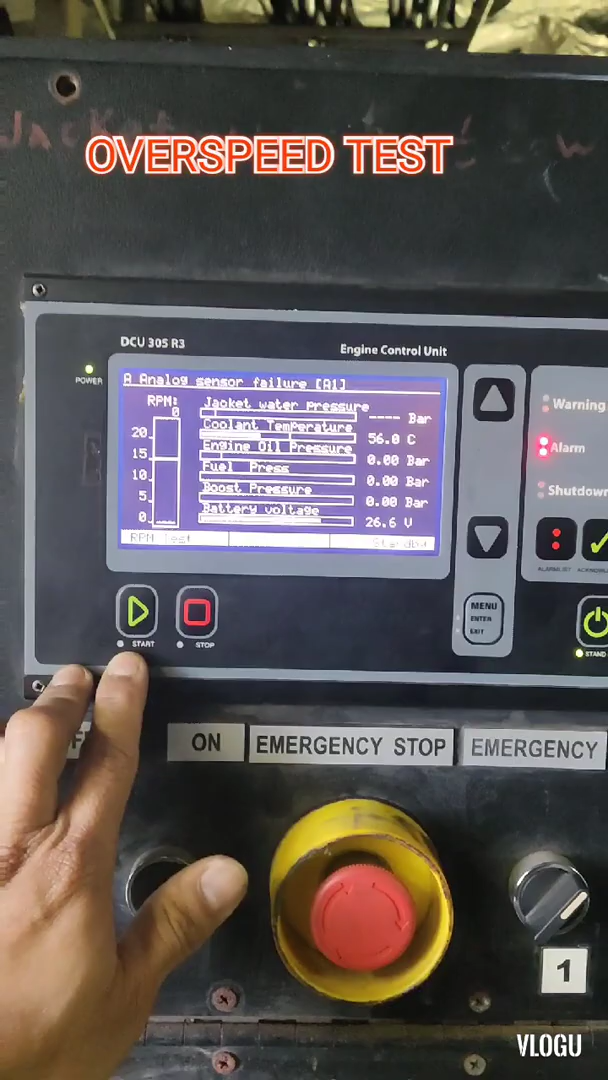 Jacket
OVERSPEED TEST
DCU 305 R3
Engine Control Unit
POWER
A Analog sensor failure [A1]
RPM:
0
20
15
10
5
0
Jacket water pressure
---- Bar
Coolant Temperature
56.0 C
Engine Oil Pressure
0.00 Bar
Fuel Press
0.00 Bar
Boost Pressure
0.00 Bar
Battery voltage
26.6 V
RPM Test
Standby
Warning
Alarm
Shutdown
ALARMLIST
START
STOP
MENU
ENTER
EXIT
STAND
ON
EMERGENCY STOP
EMERGENCY
1
VLOGU